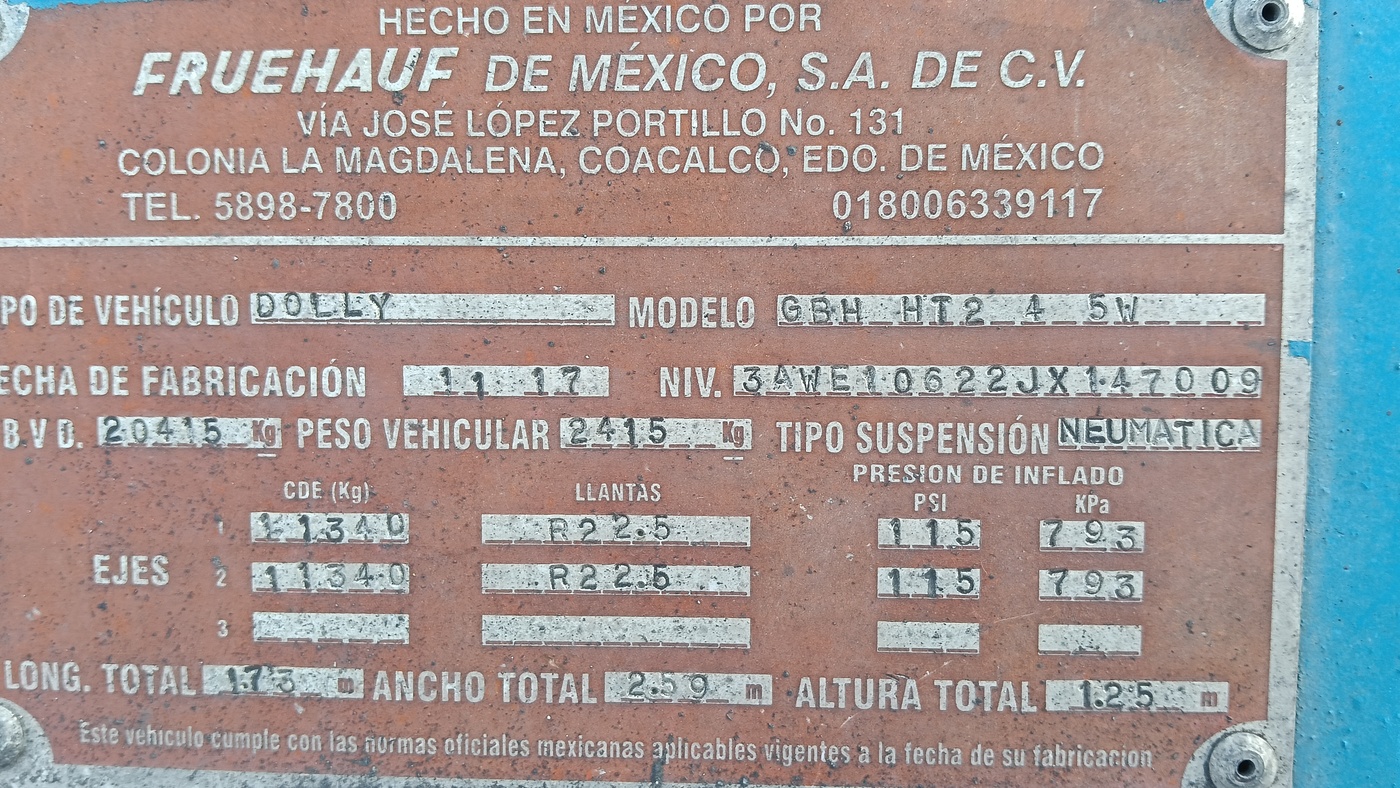 HECHO EN MÉXICO POR
FRUEHAUF DE MÉXICO, S.A. DE C.V.
VÍA JOSÉ LÓPEZ PORTILLO No. 131
COLONIA LA MAGDALENA, COACALCO, EDO. DE MÉXICO
TEL. 5898-7800 018006339117
PO DE VEHÍCULO DOLLY MODELO GBH HT2 4 5W
ECHA DE FABRICACIÓN 11 17 NIV. 3AWE10622JX147009
B.V D. 20415 Kg PESO VEHICULAR 2415 Kg TIPO SUSPENSIÓN NEUMATICA
PRESION DE INFLADO
CDE (Kg) LLANTAS PSI KPa
1 11340 R22.5 115 793
EJES 2 11340 R22.5 115 793
3
LONG. TOTAL 1.73 m ANCHO TOTAL 2.59 m ALTURA TOTAL 1.25 m
Este vehiculo cumple con las normas oficiales mexicanas aplicables vigentes a la fecha de su fabricacion